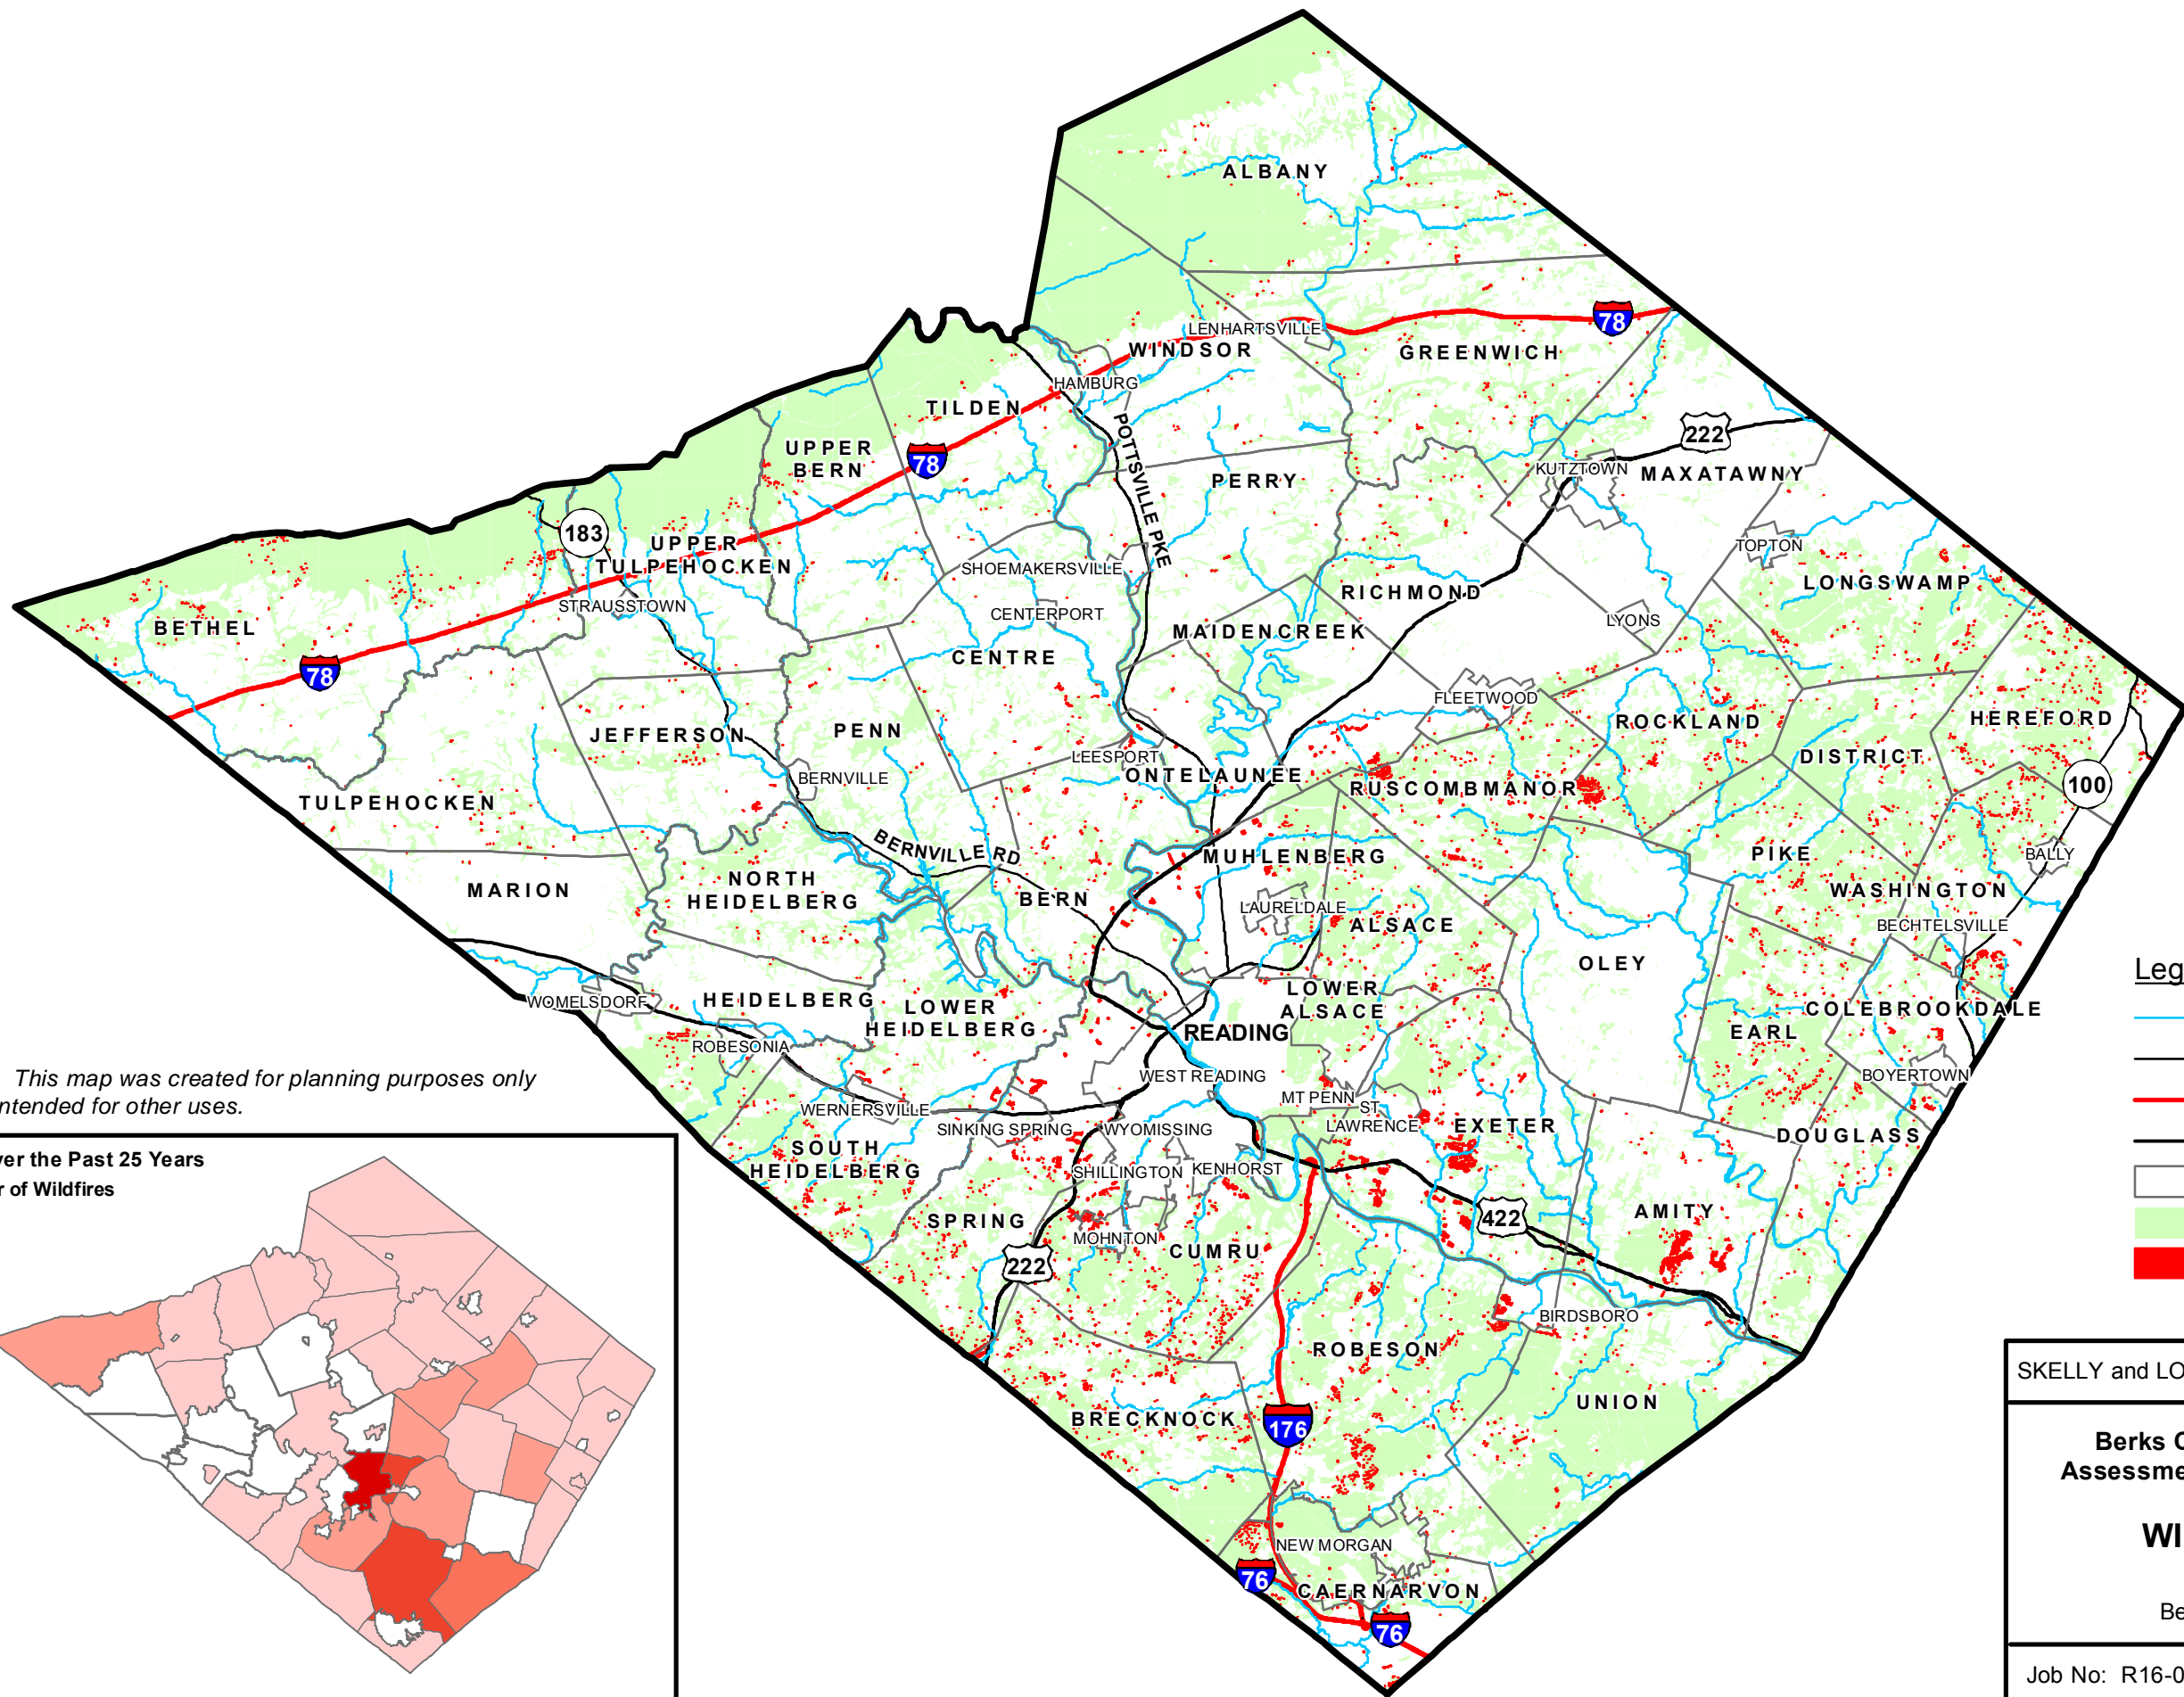 ALBANY
78
LENHARTSVILLE
WINDSOR
GREENWICH
HAMBURG
TILDEN
222
UPPER
BERN
78
POTTSVILLE PKE
PERRY
KUTZTOWN
MAXATAWNY
183
UPPER
TULPEHOCKEN
TOPTON
SHOEMAKERSVILLE
LONGSWAMP
STRAUSSTOWN
RICHMOND
CENTERPORT
LYONS
BETHEL
MAIDENCREEK
CENTRE
78
FLEETWOOD
ROCKLAND
HEREFORD
JEFFERSON
PENN
LEESPORT
DISTRICT
BERNVILLE
ONTELAUNEE
RUSCOMBMANOR
100
TULPEHOCKEN
BERNVILLE RD
MUHLENBERG
PIKE
BALLY
MARION
NORTH
HEIDELBERG
BERN
WASHINGTON
LAURELDALE
ALSACE
BECHTELSVILLE
OLEY
Leg
WOMELSDORF
HEIDELBERG
LOWER
HEIDELBERG
LOWER
ALSACE
COLEBROOKDALE
EARL
READING
ROBESONIA
WEST READING
BOYERTOWN
This map was created for planning purposes only
ntended for other uses.
WERNERSVILLE
MT PENN
ST
LAWRENCE
SINKING SPRING
WYOMISSING
EXETER
DOUGLASS
SOUTH
HEIDELBERG
SHILLINGTON
KENHORST
ver the Past 25 Years
r of Wildfires
SPRING
422
AMITY
MOHNTON
CUMRU
222
BIRDSBORO
ROBESON
SKELLY and LO
UNION
BRECKNOCK
176
Berks C
Assessme
NEW MORGAN
WI
76
CAERNARVON
Be
76
Job No: R16-0